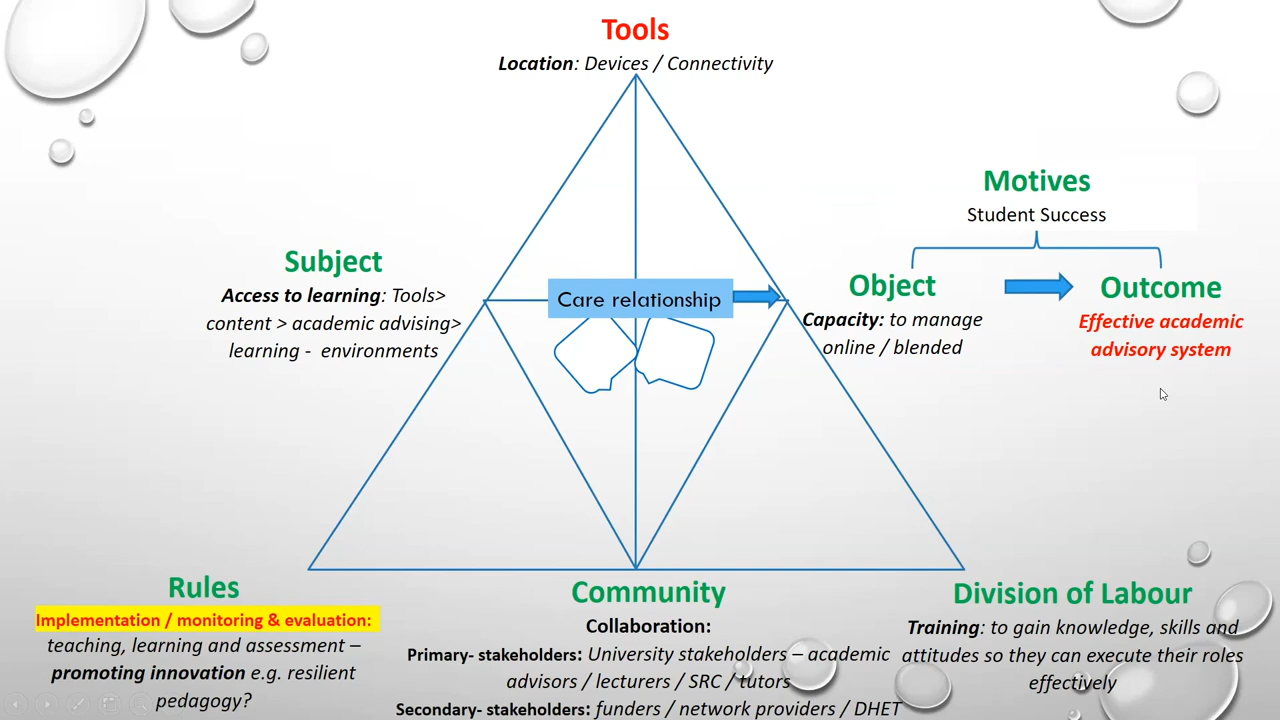 Tools
Location: Devices / Connectivity
Motives
Student Success
Subject
Access to learning: Tools>
content > academic advising>
learning - environments
Care relationship
Object
Capacity: to manage
online / blended
Outcome
Effective academic
advisory system
Rules
Implementation / monitoring & evaluation:
teaching, learning and assessment –
promoting innovation e.g. resilient
pedagogy?
Community
Collaboration:
Primary- stakeholders: University stakeholders – academic
advisors / lecturers / SRC / tutors
Secondary- stakeholders: funders / network providers / DHET
Division of Labour
Training: to gain knowledge, skills and
attitudes so they can execute their roles
effectively